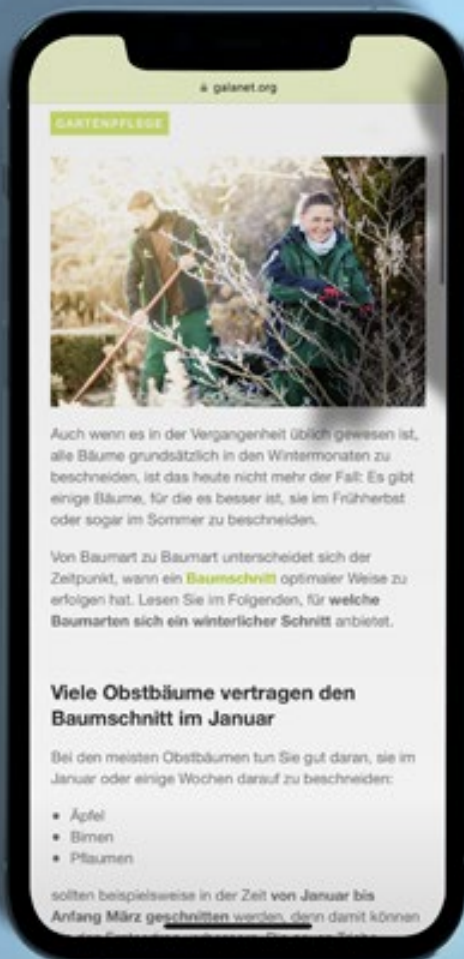 galanet.org
GARTENPFLEGE
Auch wenn es in der Vergangenheit üblich gewesen ist,
alle Bäume grundsätzlich in den Wintermonaten zu
beschneiden, ist das heute nicht mehr der Fall: Es gibt
einige Bäume, für die es besser ist, sie im Frühherbst
oder sogar im Sommer zu beschneiden.
Von Baumart zu Baumart unterscheidet sich der
Zeitpunkt, wann ein Baumschnitt optimaler Weise zu
erfolgen hat. Lesen Sie im Folgenden, für welche
Baumarten sich ein winterlicher Schnitt anbietet.
Viele Obstbäume vertragen den
Baumschnitt im Januar
Bei den meisten Obstbäumen tun Sie gut daran, sie im
Januar oder einige Wochen darauf zu beschneiden:
• Äpfel
• Birnen
• Pflaumen
sollten beispielsweise in der Zeit von Januar bis
Anfang März geschnitten werden, denn damit können